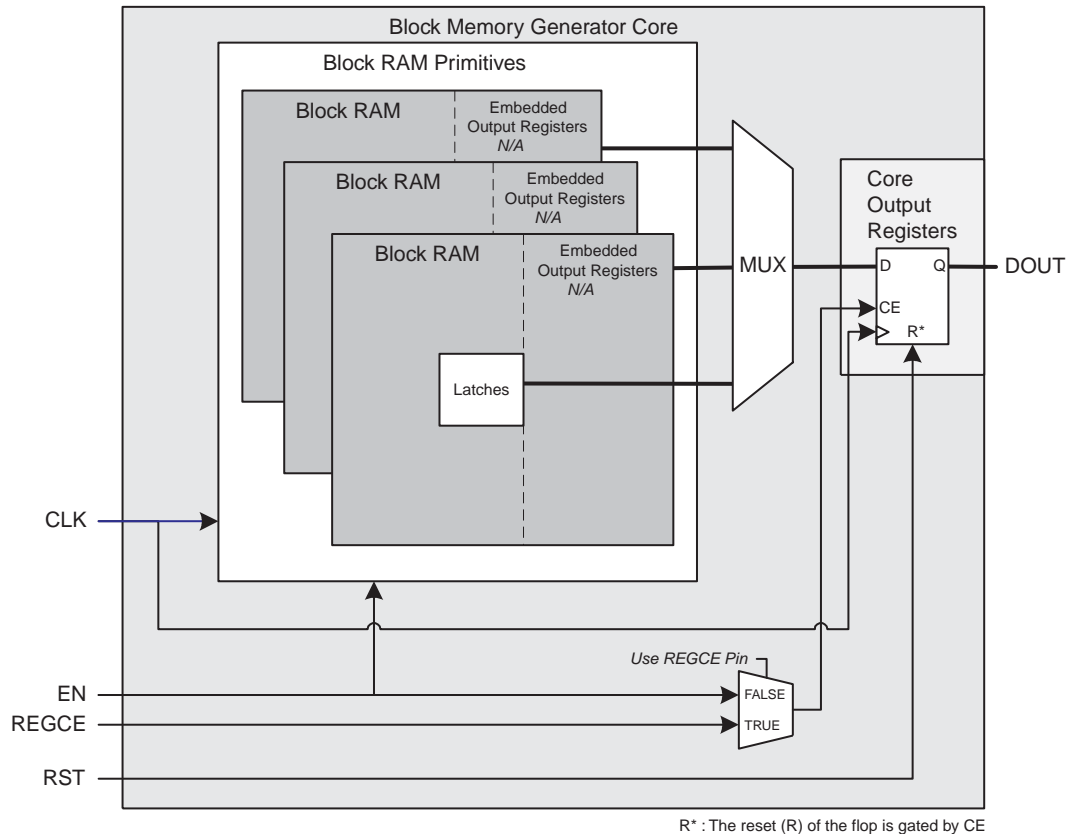 Block Memory Generator Core
Block RAM Primitives
Block RAM
Embedded
Output Registers
N/A
Block RAM
Embedded
Output Registers
N/A
Block RAM
Embedded
Output Registers
N/A
Latches
MUX
Core
Output
Registers
D
Q
CE
R*
DOUT
CLK
Use REGCE Pin
EN
FALSE
REGCE
TRUE
RST
R* : The reset (R) of the flop is gated by CE